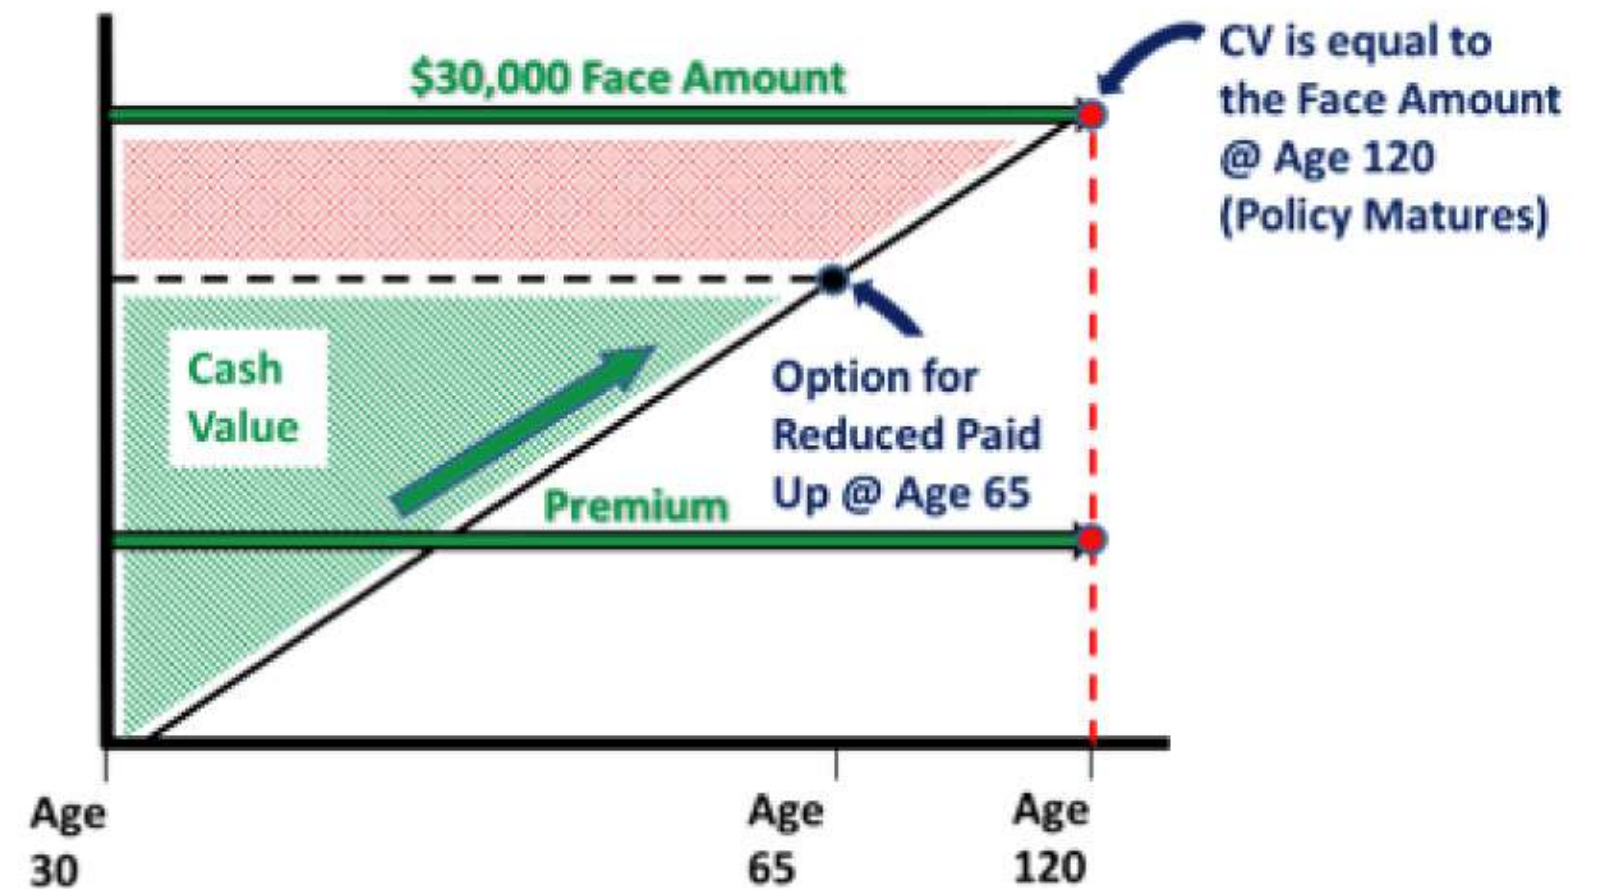 $30,000 Face Amount
CV is equal to
the Face Amount
@ Age 120
(Policy Matures)
Cash
Value
Option for
Reduced Paid
Up @ Age 65
Premium
Age
30
Age
65
Age
120